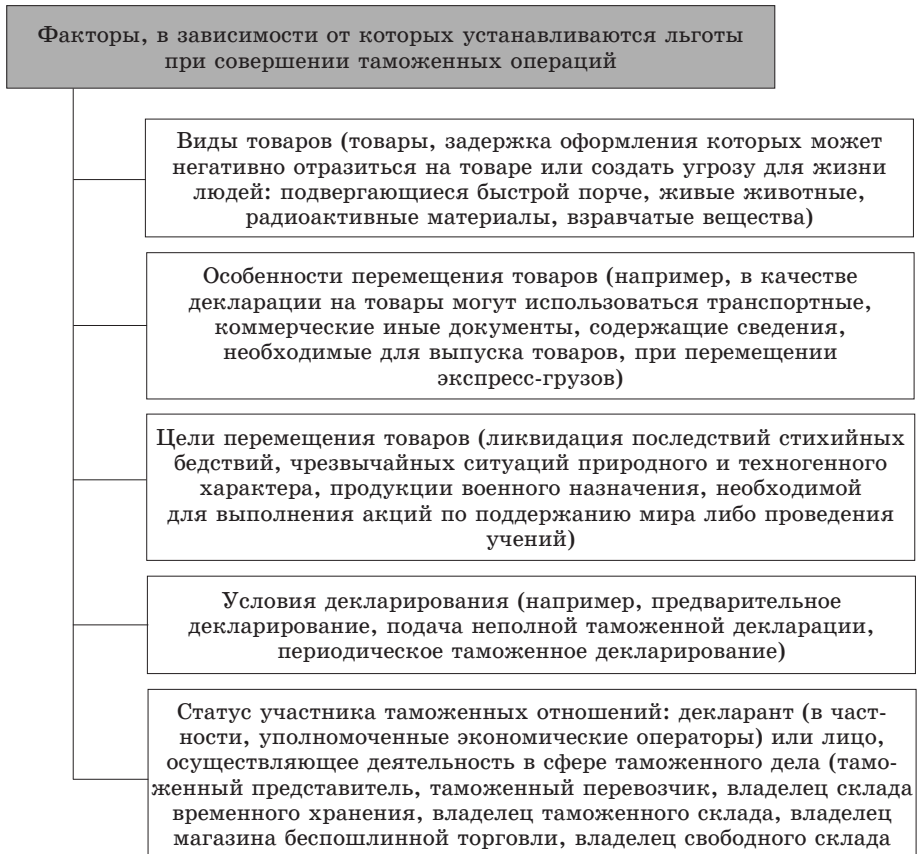 Факторы, в зависимости от которых устанавливаются льготы
при совершении таможенных операций
Виды товаров (товары, задержка оформления которых может
негативно отразиться на товаре или создать угрозу для жизни
людей: подвергающиеся быстрой порче, живые животные,
радиоактивные материалы, взравчатые вещества)
Особенности перемещения товаров (например, в качестве
декларации на товары могут использоваться транспортные,
коммерческие иные документы, содержащие сведения,
необходимые для выпуска товаров, при перемещении
экспресс-грузов)
Цели перемещения товаров (ликвидация последствий стихийных
бедствий, чрезвычайных ситуаций природного и техногенного
характера, продукции военного назначения, необходимой
для выполнения акций по поддержанию мира либо проведения
учений)
Условия декларирования (например, предварительное
декларирование, подача неполной таможенной декларации,
периодическое таможенное декларирование)
Статус участника таможенных отношений: декларант (в част-
ности, уполномоченные экономические операторы) или лицо,
осуществляющее деятельность в сфере таможенного дела (тамо-
женный представитель, таможенный перевозчик, владелец склада
временного хранения, владелец таможенного склада, владелец
магазина беспошлинной торговли, владелец свободного склада